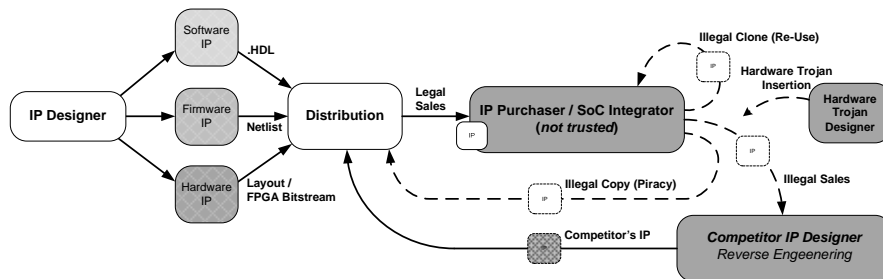 Software
IP
.HDL
Illegal Clone (Re-Use)
IP
Hardware Trojan
Insertion
IP Designer
Firmware
IP
Netlist
Distribution
Legal
Sales
IP Purchaser / SoC Integrator
(not trusted)
IP
Hardware
Trojan
Designer
IP
Hardware
IP
Layout /
FPGA Bitstream
Illegal Copy (Piracy)
IP
Illegal Sales
Competitor's IP
IP
Competitor IP Designer
Reverse Engeenering